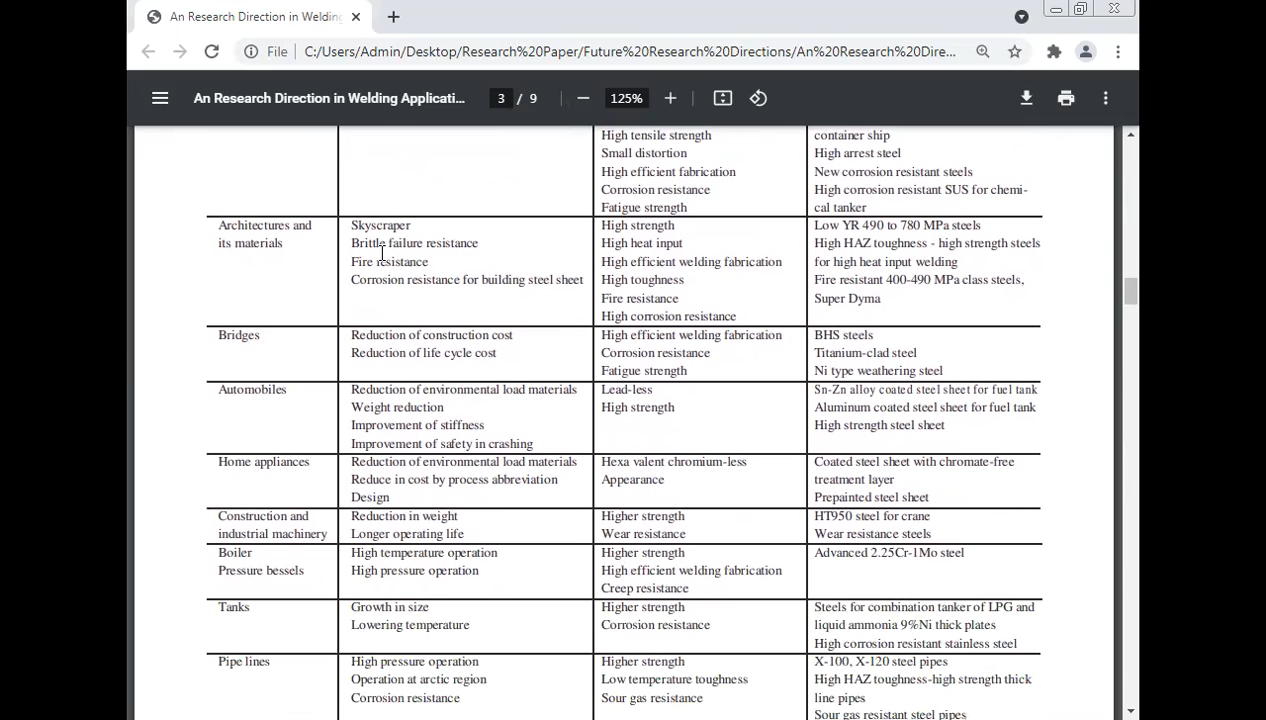 An Research Direction in Welding
File C:/Users/Admin/Desktop/Research%20Paper/Future%20Research%20Directions/An%20Research%20Dire...
An Research Direction in Welding Applicati... 3 / 9 125%
High tensile strength container ship
Small distortion High arrest steel
High efficient fabrication New corrosion resistant steels
Corrosion resistance High corrosion resistant SUS for chemi-
Fatigue strength cal tanker
Architectures and Skyscraper High strength Low YR 490 to 780 MPa steels
its materials Brittle failure resistance High heat input High HAZ toughness - high strength steels
Fire resistance High efficient welding fabrication for high heat input welding
Corrosion resistance for building steel sheet High toughness Fire resistant 400-490 MPa class steels,
Fire resistance Super Dyma
High corrosion resistance
Bridges Reduction of construction cost High efficient welding fabrication BHS steels
Reduction of life cycle cost Corrosion resistance Titanium-clad steel
Fatigue strength Ni type weathering steel
Automobiles Reduction of environmental load materials Lead-less Sn-Zn alloy coated steel sheet for fuel tank
Weight reduction High strength Aluminum coated steel sheet for fuel tank
Improvement of stiffness High strength steel sheet
Improvement of safety in crashing
Home appliances Reduction of environmental load materials Hexa valent chromium-less Coated steel sheet with chromate-free
Reduce in cost by process abbreviation Appearance treatment layer
Design Prepainted steel sheet
Construction and Reduction in weight Higher strength HT950 steel for crane
industrial machinery Longer operating life Wear resistance Wear resistance steels
Boiler High temperature operation Higher strength Advanced 2.25Cr-1Mo steel
Pressure bessels High pressure operation High efficient welding fabrication
Creep resistance
Tanks Growth in size Higher strength Steels for combination tanker of LPG and
Lowering temperature Corrosion resistance liquid ammonia 9%Ni thick plates
High corrosion resistant stainless steel
Pipe lines High pressure operation Higher strength X-100, X-120 steel pipes
Operation at arctic region Low temperature toughness High HAZ toughness-high strength thick
Corrosion resistance Sour gas resistance line pipes
Sour gas resistant steel pipes